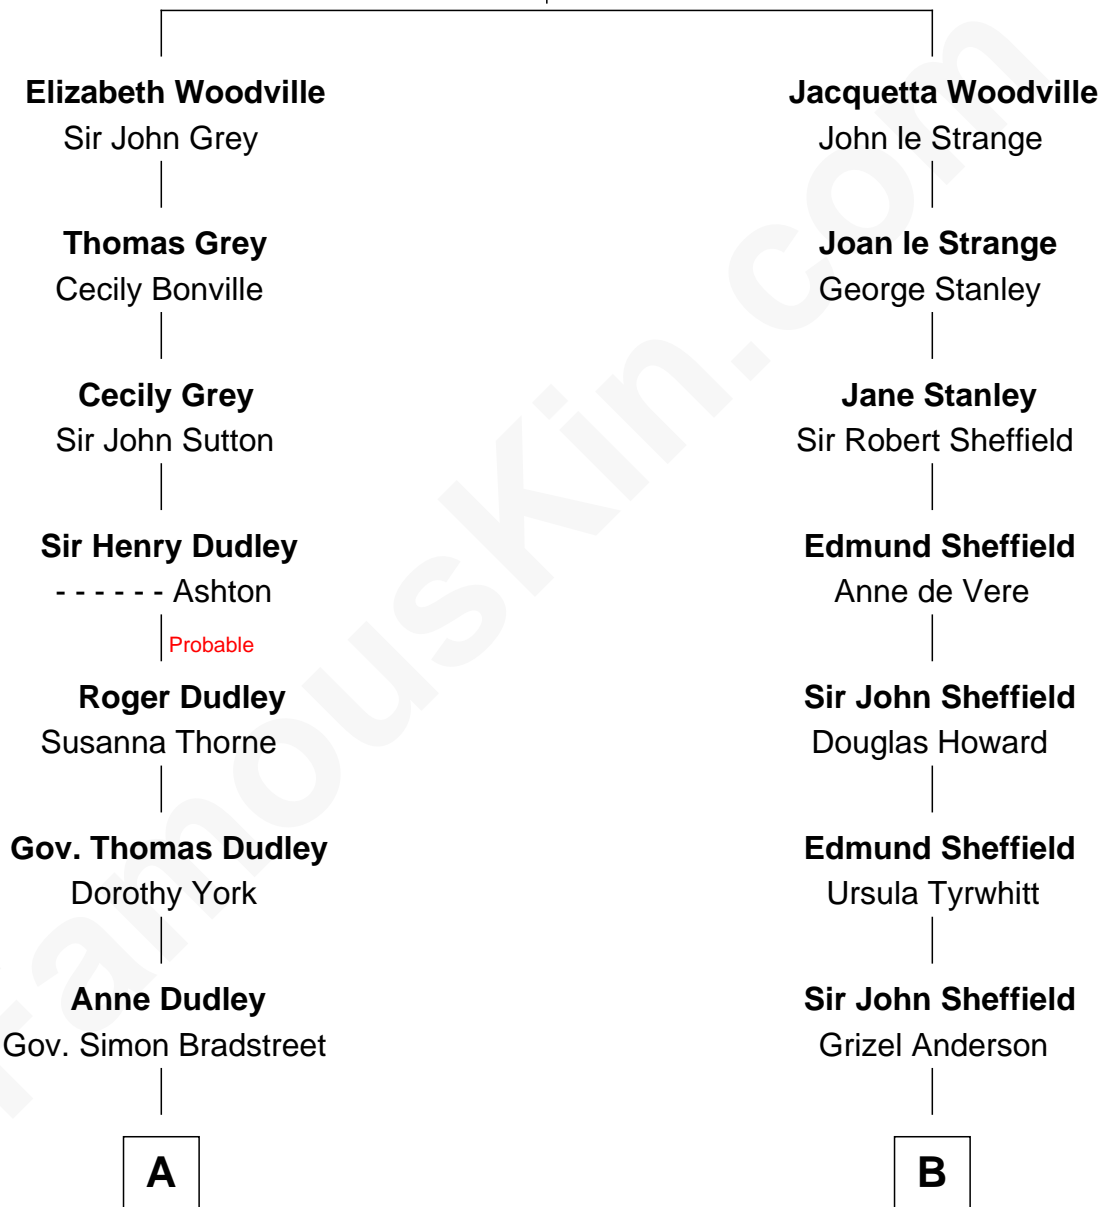 Elizabeth Woodville
Sir John Grey
Thomas Grey
Cecily Bonville
Cecily Grey
Sir John Sutton
Sir Henry Dudley
- - - - - - Ashton
Probable
Roger Dudley
Susanna Thorne
Gov. Thomas Dudley
Dorothy York
Anne Dudley
Gov. Simon Bradstreet
A
Jacquetta Woodville
John le Strange
Joan le Strange
George Stanley
Jane Stanley
Sir Robert Sheffield
Edmund Sheffield
Anne de Vere
Sir John Sheffield
Douglas Howard
Edmund Sheffield
Ursula Tyrwhitt
Sir John Sheffield
Grizel Anderson
B
FamousKin.com